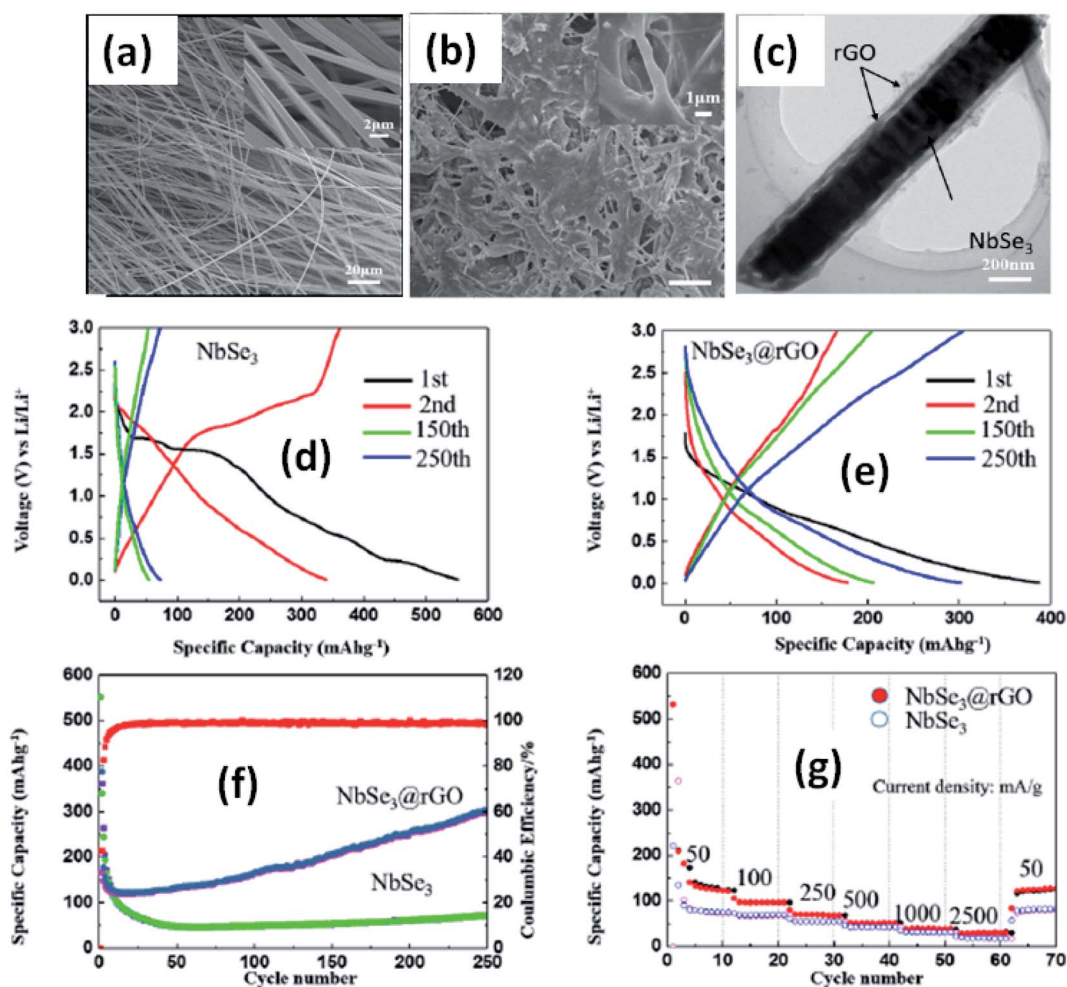 (a)
2μm
20μm
(b)
1μm
(c)
rGO
NbSe₃
200nm
3.0
2.5
2.0
1.5
1.0
0.5
0.0
Voltage (V) vs Li/Li⁺
NbSe₃
1st
2nd
150th
250th
(d)
0 100 200 300 400 500 600
Specific Capacity (mAhg⁻¹)
3.0
2.5
2.0
1.5
1.0
0.5
0.0
Voltage (V) vs Li/Li⁺
NbSe₃@rGO
1st
2nd
150th
250th
(e)
0 100 200 300 400
Specific Capacity (mAhg⁻¹)
600
500
400
300
200
100
0
Specific Capacity (mAhg⁻¹)
(f)
NbSe₃@rGO
NbSe₃
120
100
80
60
40
20
0
Coulumbic Efficiency/%
0 50 100 150 200 250
Cycle number
600
500
400
300
200
100
0
Specific Capacity (mAhg⁻¹)
NbSe₃@rGO
NbSe₃
(g)
Current density: mA/g
50
100
250
500
1000
2500
50
0 10 20 30 40 50 60 70
Cycle number